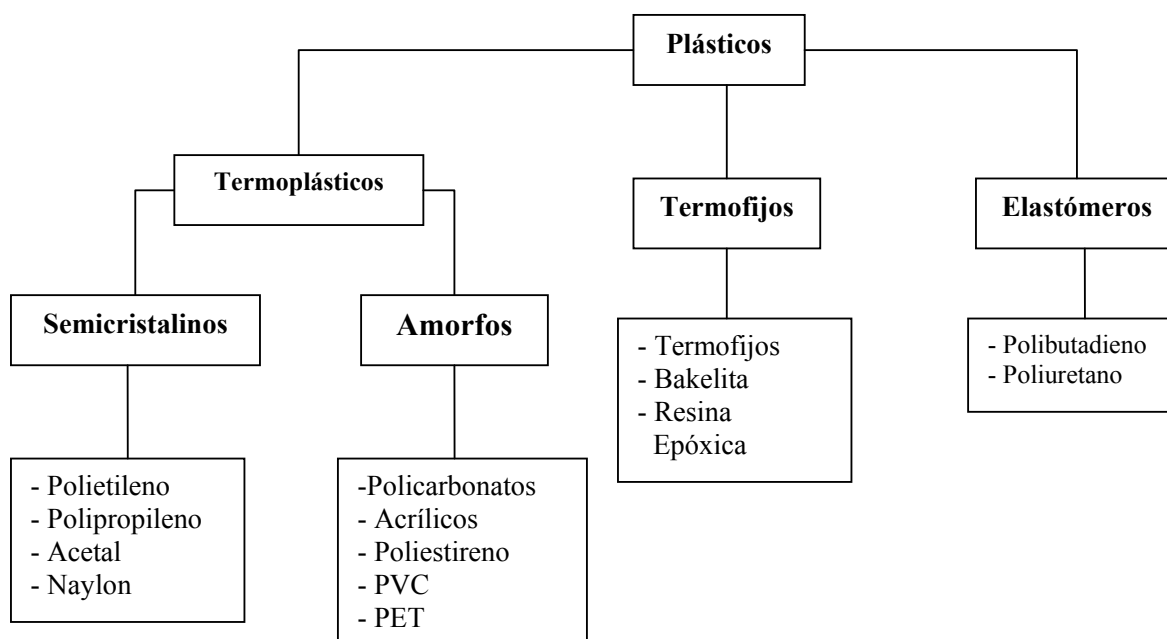 Plásticos
Termoplásticos
Termofijos
Elastómeros
Semicristalinos
Amorfos
- Termofijos
- Bakelita
- Resina
Epóxica
- Polibutadieno
- Poliuretano
- Polietileno
- Polipropileno
- Acetal
- Naylon
-Policarbonatos
- Acrílicos
- Poliestireno
- PVC
- PET